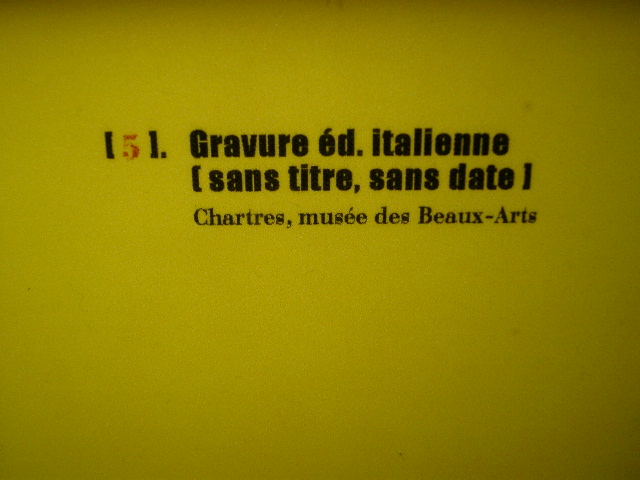 [ 5 ]. Gravure éd. italienne
[ sans titre, sans date ]
Chartres, musée des Beaux-Arts